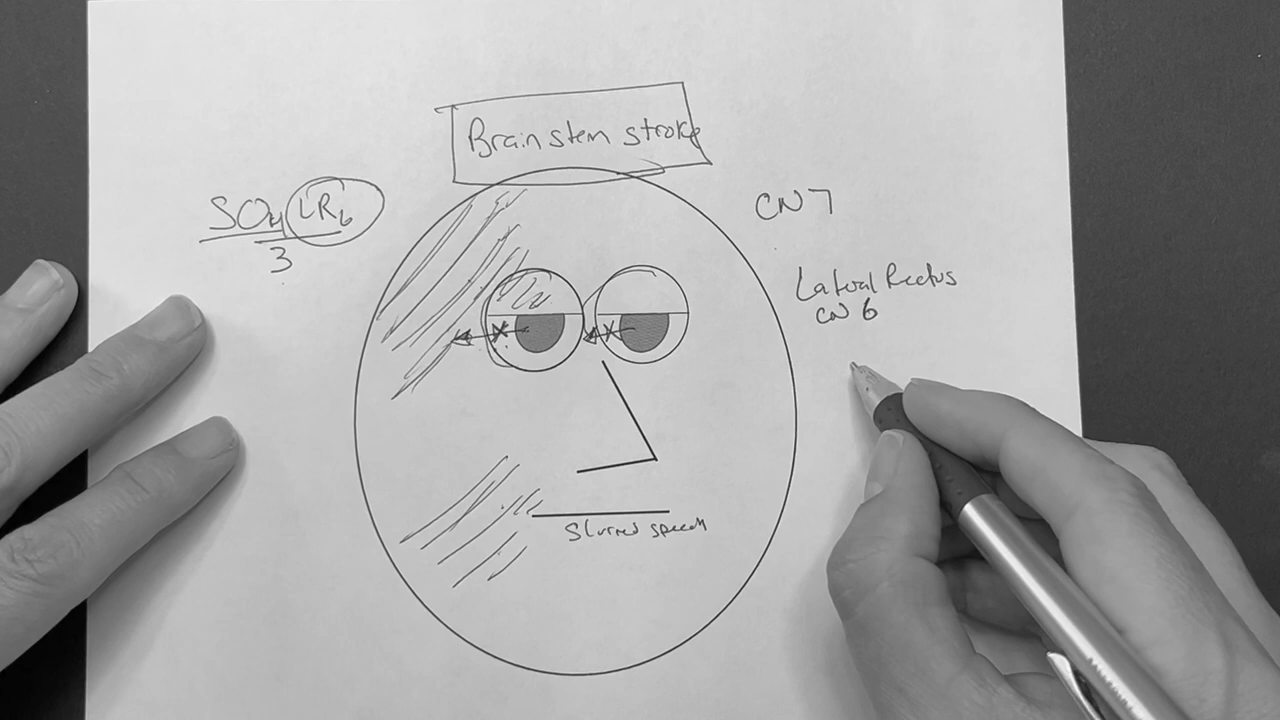 Brainstem stroke
SO4 LR6
3
CN 7
Lateral Rectus
CN 6
Slurred speech